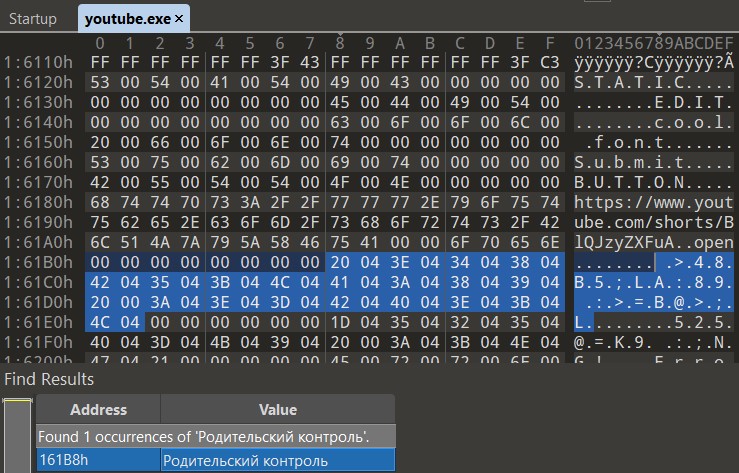 Startup youtube.exe ×
0 1 2 3 4 5 6 7 8 9 A B C D E F 0123456789ABCDEF
1:6110h FF FF FF FF FF FF 3F 43 FF FF FF FF FF FF 3F C3 ÿÿÿÿÿÿ?Cÿÿÿÿÿÿ?Ã
1:6120h 53 00 54 00 41 00 54 00 49 00 43 00 00 00 00 00 S.T.A.T.I.C.....
1:6130h 00 00 00 00 00 00 00 00 45 00 44 00 49 00 54 00 ........E.D.I.T.
1:6140h 00 00 00 00 00 00 00 00 63 00 6F 00 6F 00 6C 00 ........c.o.o.l.
1:6150h 20 00 66 00 6F 00 6E 00 74 00 00 00 00 00 00 00 .f.o.n.t.......
1:6160h 53 00 75 00 62 00 6D 00 69 00 74 00 00 00 00 00 S.u.b.m.i.t.....
1:6170h 42 00 55 00 54 00 54 00 4F 00 4E 00 00 00 00 00 B.U.T.T.O.N.....
1:6180h 68 74 74 70 73 3A 2F 2F 77 77 77 2E 79 6F 75 74 https://www.yout
1:6190h 75 62 65 2E 63 6F 6D 2F 73 68 6F 72 74 73 2F 42 ube.com/shorts/B
1:61A0h 6C 51 4A 7A 79 5A 58 46 75 41 00 00 6F 70 65 6E lQJzyZXFuA..open
1:61B0h 00 00 00 00 00 00 00 00 20 04 3E 04 34 04 38 04 ........ .>.4.8.
1:61C0h 42 04 35 04 3B 04 4C 04 41 04 3A 04 38 04 39 04 B.5.;.L.A.:.8.9.
1:61D0h 20 00 3A 04 3E 04 3D 04 42 04 40 04 3E 04 3B 04 .:.>.=.B.@.>.;.
1:61E0h 4C 04 00 00 00 00 00 00 1D 04 35 04 32 04 35 04 L.........5.2.5.
1:61F0h 40 04 3D 04 4B 04 39 04 20 00 3A 04 3B 04 4E 04 @.=.K.9. .:.;.N.
Find Results
Address Value
Found 1 occurrences of 'Родительский контроль'.
161B8h Родительский контроль